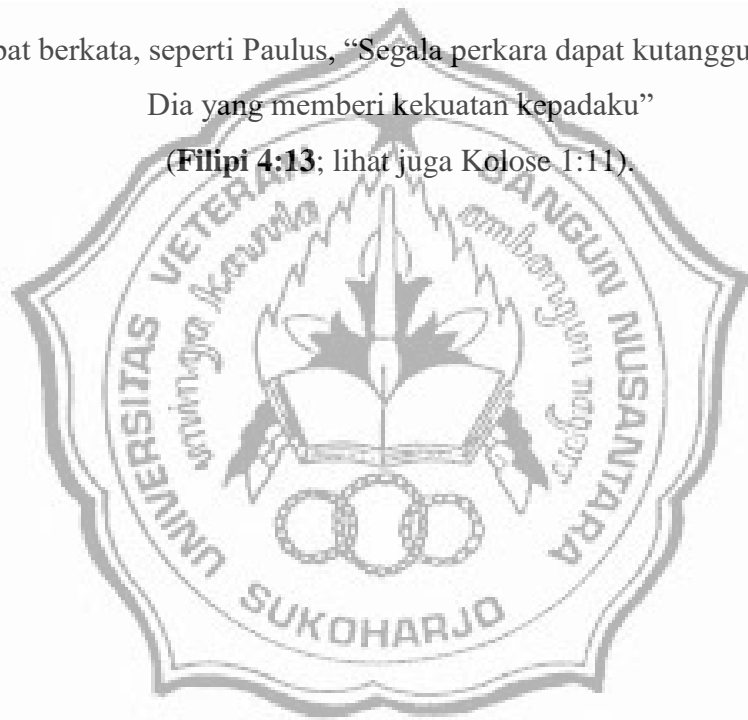 pat berkata, seperti Paulus, “Segala perkara dapat kutanggu
Dia yang memberi kekuatan kepadaku”
(Filipi 4:13; lihat juga Kolose 1:11).
UNIVERSITAS VETERAN BANGUN NUSANTARA
SUKOHARJO